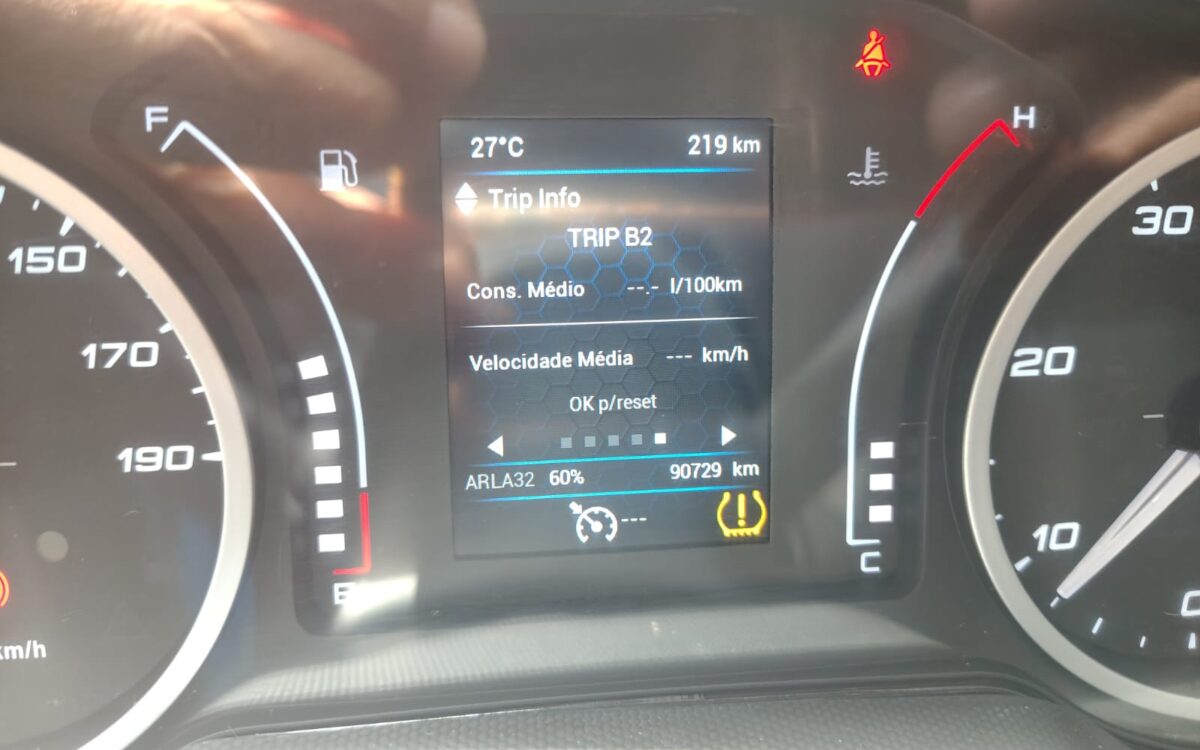 F
H
27°C 219 km
Trip Info
TRIP B2
Cons. Médio --.- l/100km
Velocidade Média --- km/h
OK p/reset
ARLA32 60% 90729 km
---
E
C
150
170
190
km/h
30
20
10
0